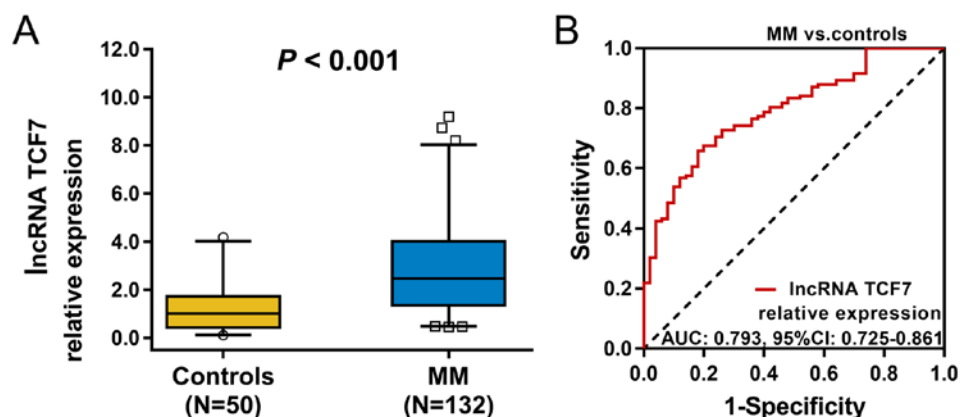 A
lncRNA TCF7
relative expression
12.0
10.0
8.0
6.0
4.0
2.0
0.0
P < 0.001
Controls
(N=50)
MM
(N=132)
B
MM vs.controls
Sensitivity
1.0
0.8
0.6
0.4
0.2
0.0
lncRNA TCF7
relative expression
AUC: 0.793, 95%CI: 0.725-0.861
0.0 0.2 0.4 0.6 0.8 1.0
1-Specificity